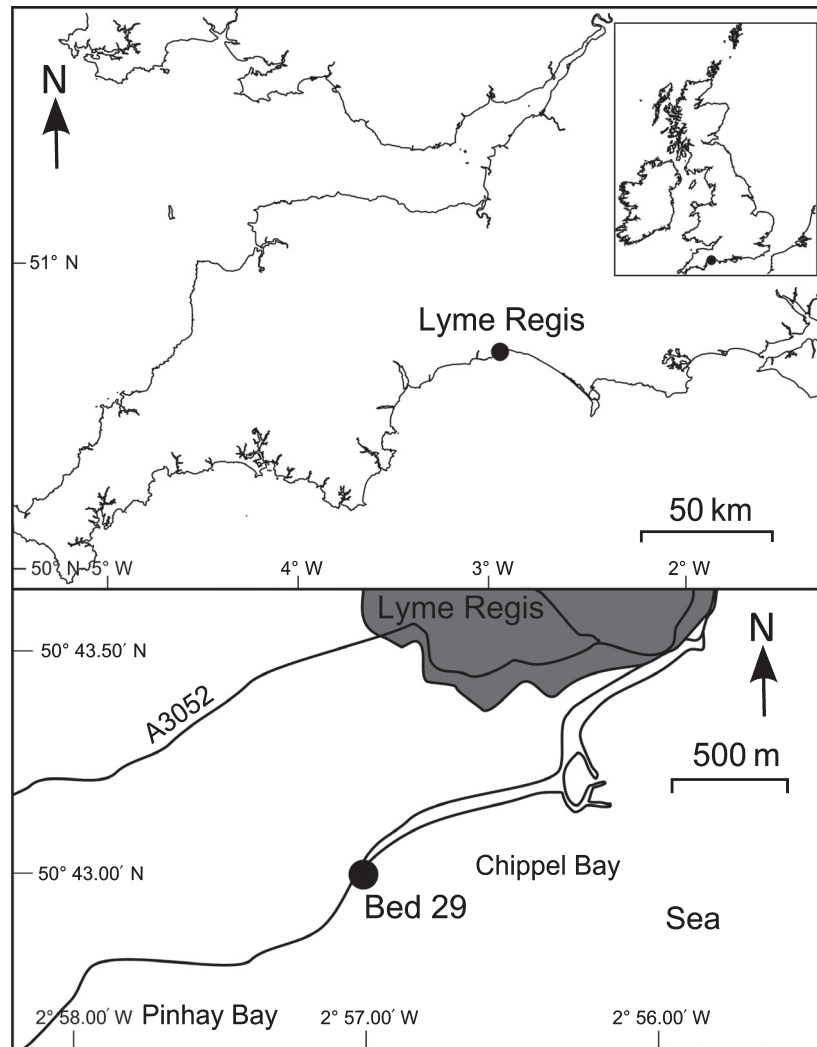 N
51° N
Lyme Regis
50 km
50° N 5° W 4° W 3° W 2° W
Lyme Regis
50° 43.50′ N
N
A3052
500 m
50° 43.00′ N
Chippel Bay
Bed 29
Sea
2° 58.00′ W Pinhay Bay 2° 57.00′ W 2° 56.00′ W